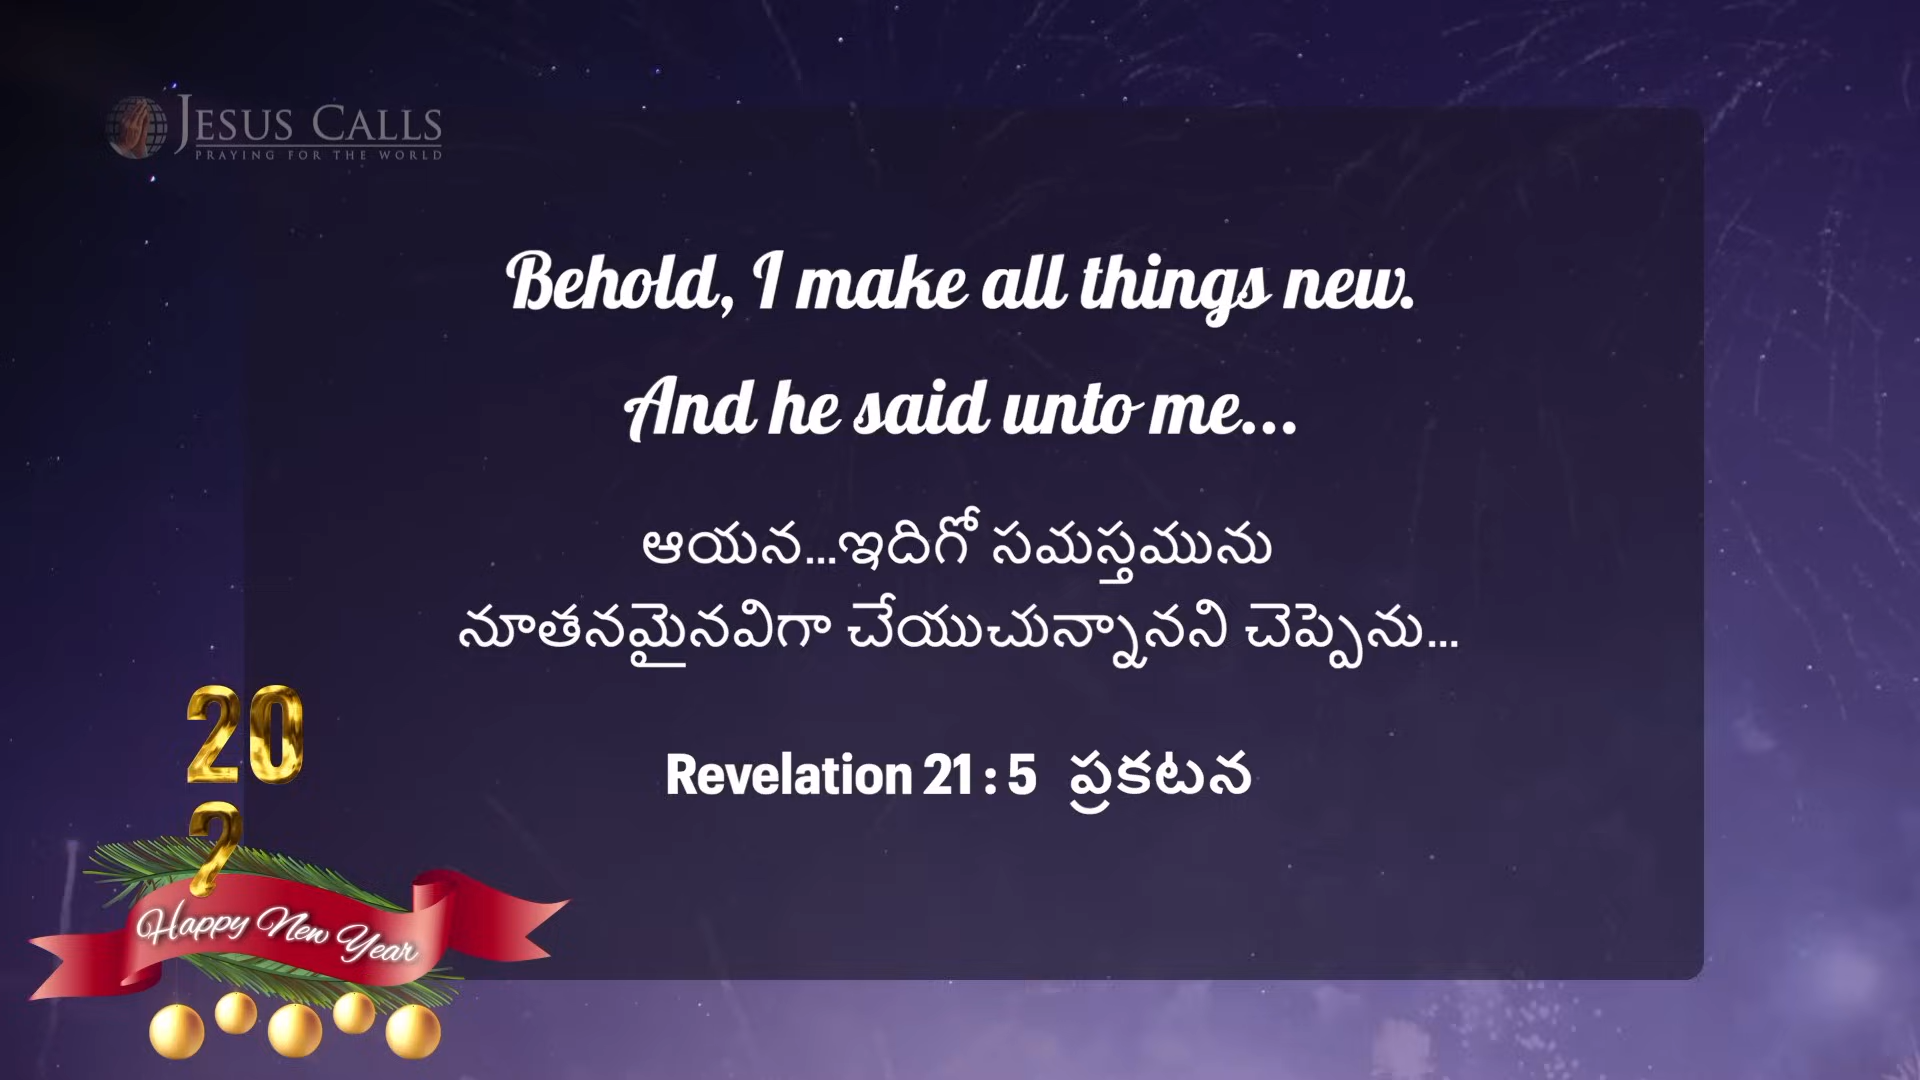 JESUS CALLS
PRAYING FOR THE WORLD
Behold, I make all things new.
And he said unto me...
ఆయన...ఇదిగో సమస్తమును
నూతనమైనవిగా చేయుచున్నానని చెప్పెను...
Revelation 21 : 5 ప్రకటన
20
2
Happy New Year